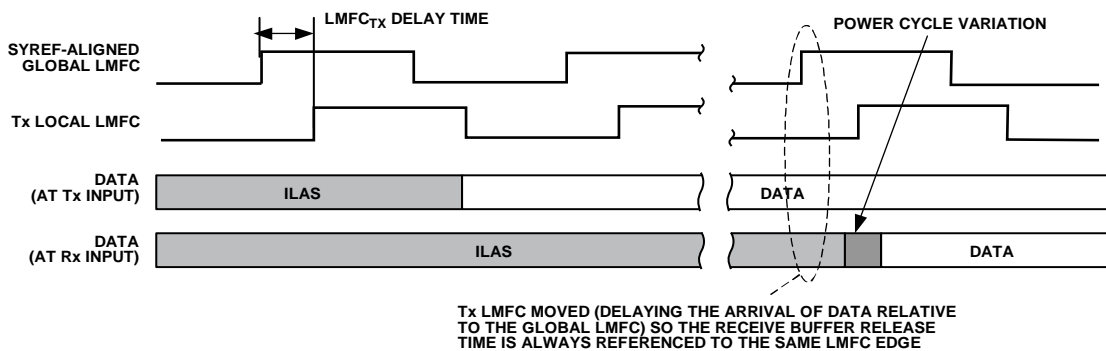 LMFCTX DELAY TIME
POWER CYCLE VARIATION
SYREF-ALIGNED
GLOBAL LMFC
Tx LOCAL LMFC
DATA
(AT Tx INPUT)
ILAS
DATA
DATA
(AT Rx INPUT)
ILAS
DATA
Tx LMFC MOVED (DELAYING THE ARRIVAL OF DATA RELATIVE
TO THE GLOBAL LMFC) SO THE RECEIVE BUFFER RELEASE
TIME IS ALWAYS REFERENCED TO THE SAME LMFC EDGE